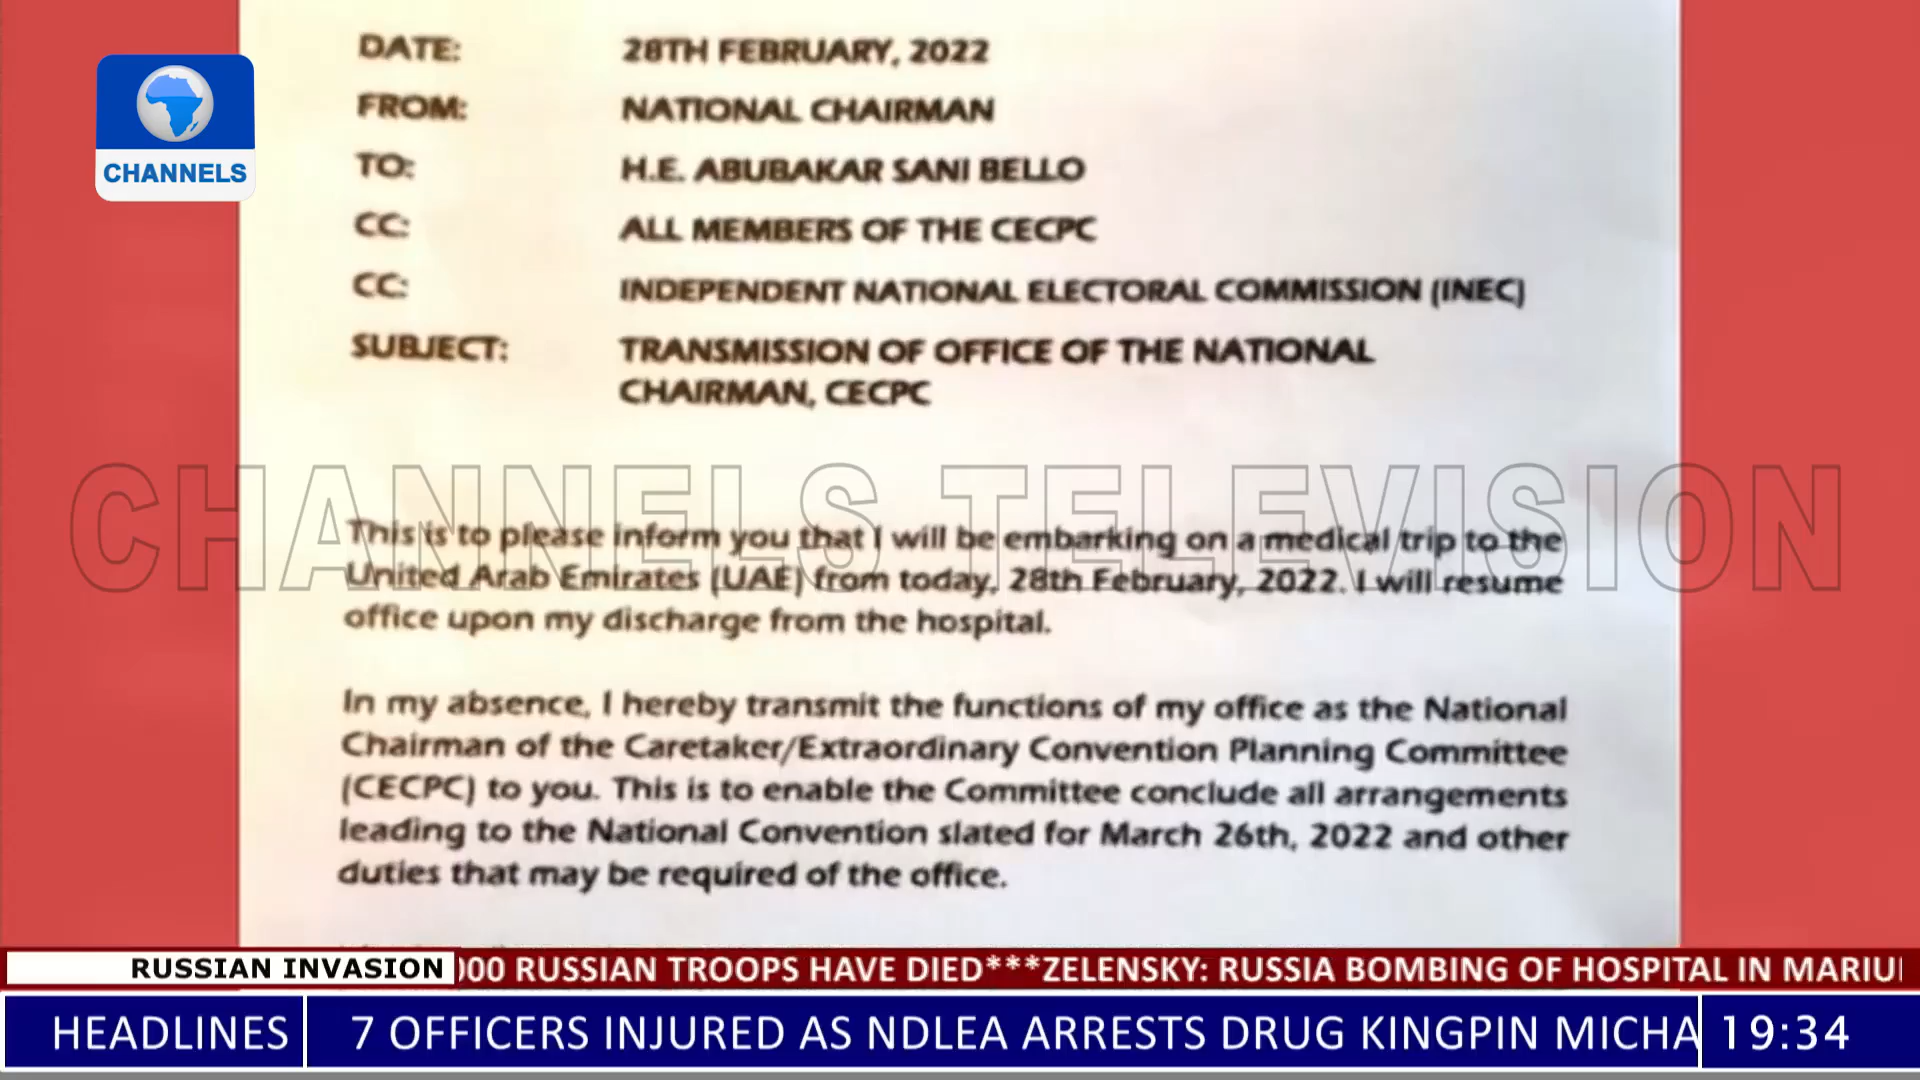 DATE: 28TH FEBRUARY, 2022
FROM: NATIONAL CHAIRMAN
CHANNELS
TO: H.E. ABUBAKAR SANI BELLO
CC: ALL MEMBERS OF THE CECPC
CC: INDEPENDENT NATIONAL ELECTORAL COMMISSION (INEC)
SUBJECT: TRANSMISSION OF OFFICE OF THE NATIONAL
CHAIRMAN, CECPC
CHANNELS TELEVISION
This is to please inform you that I will be embarking on a medical trip to the
United Arab Emirates (UAE) from today, 28th February, 2022. I will resume
office upon my discharge from the hospital.
In my absence, I hereby transmit the functions of my office as the National
Chairman of the Caretaker/Extraordinary Convention Planning Committee
(CECPC) to you. This is to enable the Committee conclude all arrangements
leading to the National Convention slated for March 26th, 2022 and other
duties that may be required of the office.
RUSSIAN INVASION 000 RUSSIAN TROOPS HAVE DIED***ZELENSKY: RUSSIA BOMBING OF HOSPITAL IN MARIU
HEADLINES 7 OFFICERS INJURED AS NDLEA ARRESTS DRUG KINGPIN MICHA 19:34